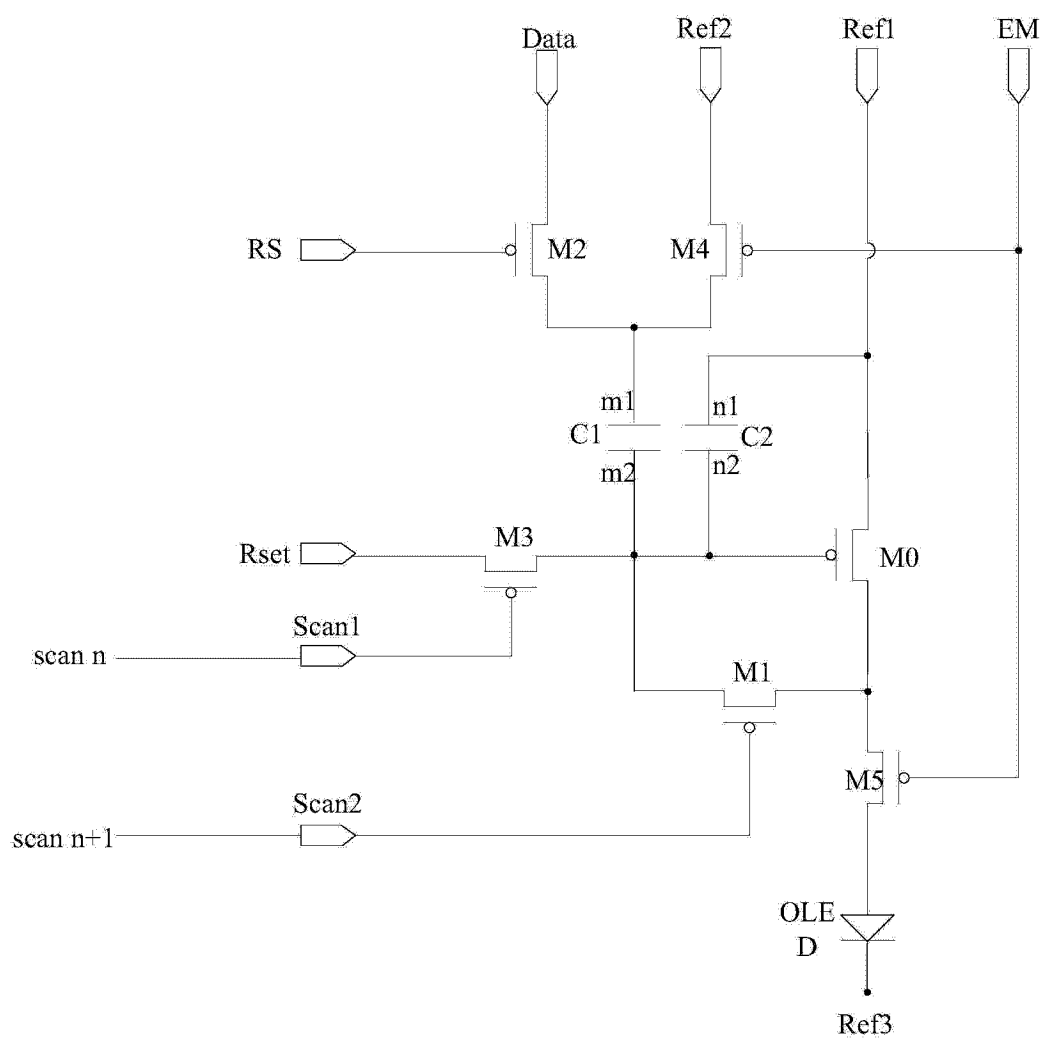 Data
Ref2
Ref1
EM
RS
M2
M4
m1
n1
C1
C2
m2
n2
M3
Rset
M0
Scan1
scan n
M1
M5
Scan2
scan n+1
OLE
D
Ref3